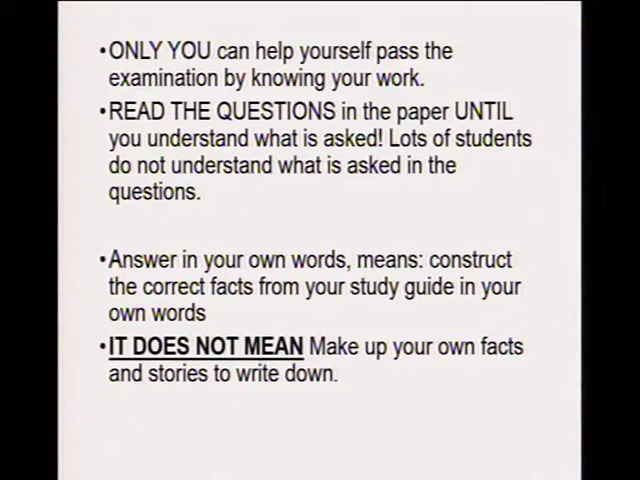 •ONLY YOU can help yourself pass the
examination by knowing your work.
•READ THE QUESTIONS in the paper UNTIL
you understand what is asked! Lots of students
do not understand what is asked in the
questions.
•Answer in your own words, means: construct
the correct facts from your study guide in your
own words
•IT DOES NOT MEAN Make up your own facts
and stories to write down.